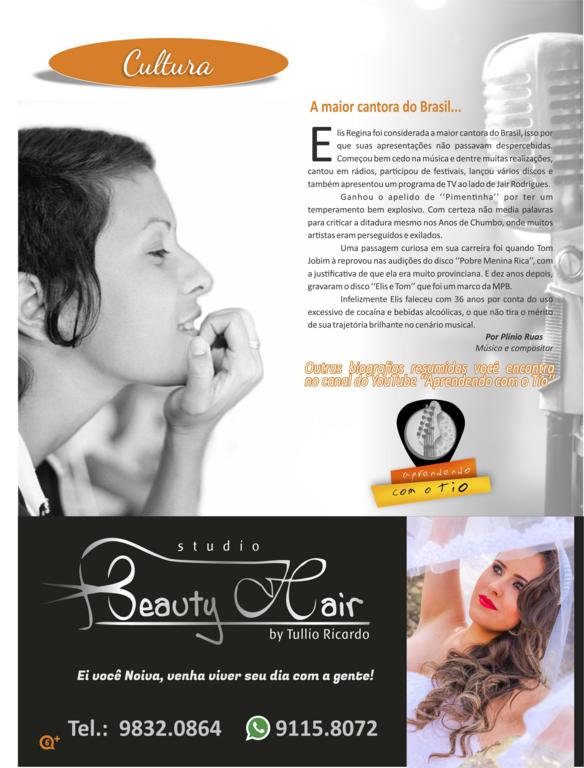 Cultura
A maior cantora do Brasil...
Elis Regina foi considerada a maior cantora do Brasil, isso por
que suas apresentações não passavam despercebidas.
Começou bem cedo na música e dentre muitas realizações,
cantou em rádios, participou de festivais, lançou vários discos e
também apresentou um programa de TV ao lado de Jair Rodrigues.
Ganhou o apelido de ''Pimentinha'' por ter um
temperamento bem explosivo. Com certeza não media palavras
para criticar a ditadura mesmo nos Anos de Chumbo, onde muitos
artistas eram perseguidos e exilados.
Uma passagem curiosa em sua carreira foi quando Tom
Jobim à reprovou nas audições do disco ''Pobre Menina Rica'', com
a justificativa de que ela era muito provinciana. E dez anos depois,
gravaram o disco ''Elis e Tom'' que foi um marco da MPB.
Infelizmente Elis faleceu com 36 anos por conta do uso
excessivo de cocaína e bebidas alcoólicas, o que não tira o mérito
de sua trajetória brilhante no cenário musical.
Por Plínio Ruas
Músico e compositor
Outras biografias resumidas você encontra
no canal do YouTube "Aprendendo com o Tio"
aprendendo
com o Tio
studio
Beauty Hair
by Tullio Ricardo
Ei você Noiva, venha viver seu dia com a gente!
Tel.: 9832.0864 9115.8072
6+